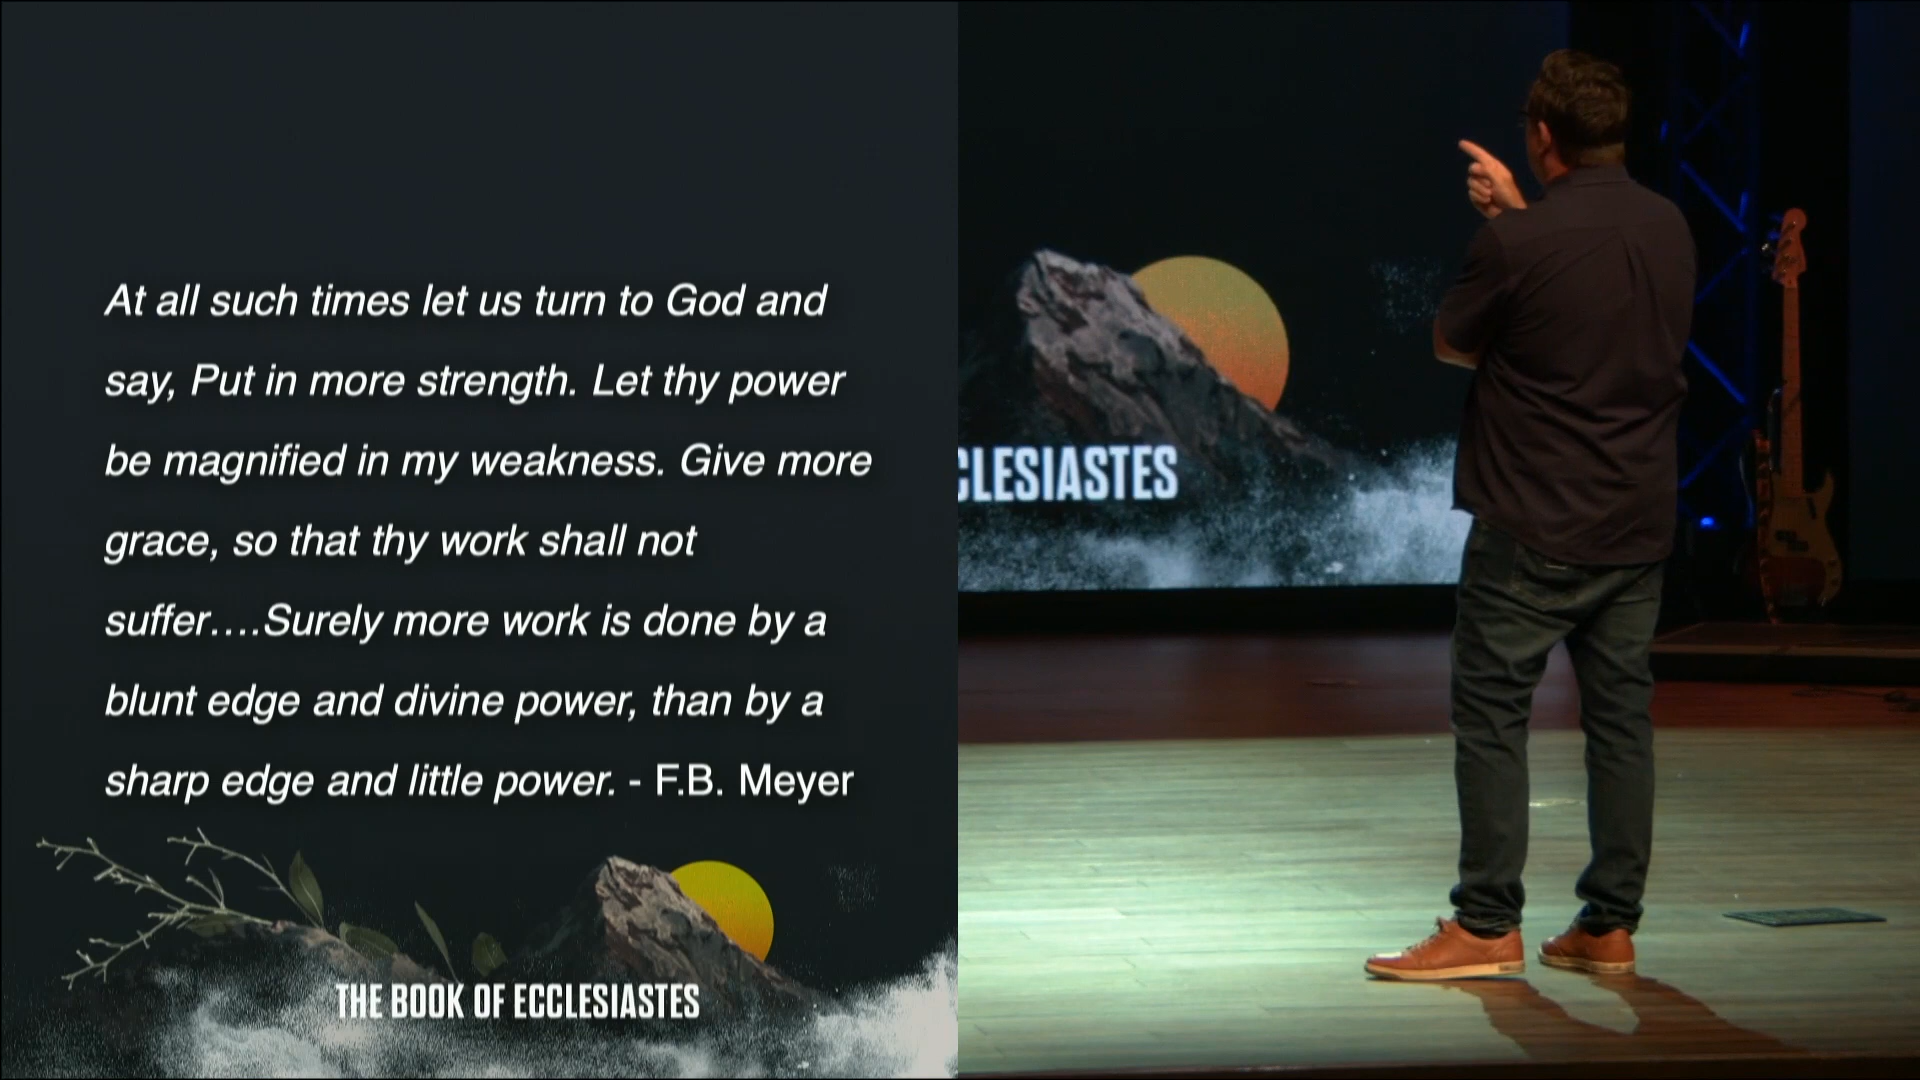 At all such times let us turn to God and
say, Put in more strength. Let thy power
be magnified in my weakness. Give more
grace, so that thy work shall not
suffer….Surely more work is done by a
blunt edge and divine power, than by a
sharp edge and little power. - F.B. Meyer
THE BOOK OF ECCLESIASTES
CLESIASTES